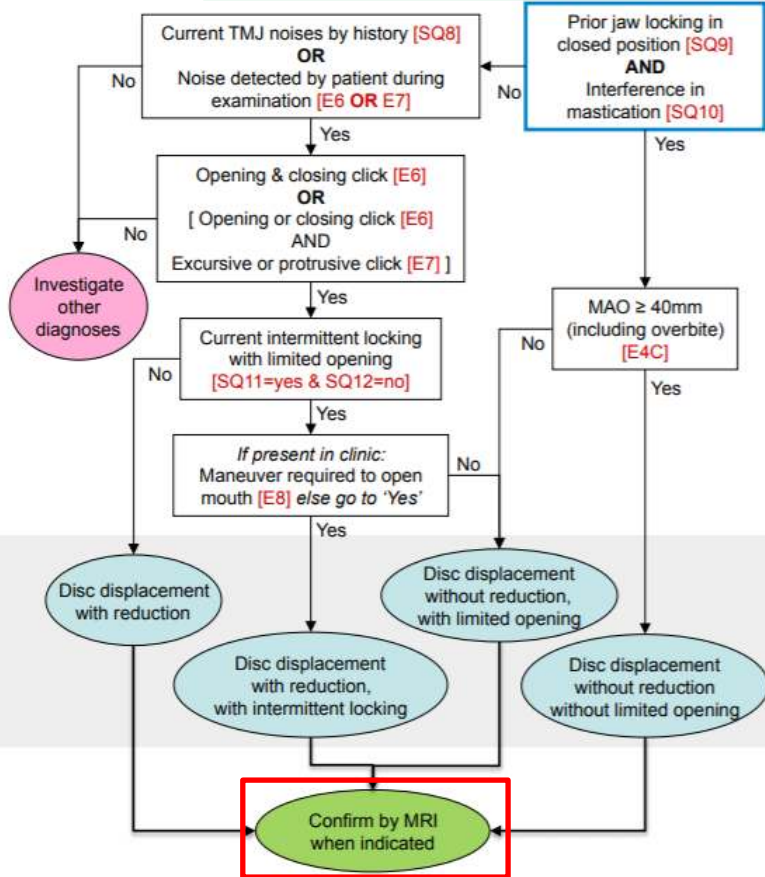 Current TMJ noises by history [SQ8]
OR
Noise detected by patient during
examination [E6 OR E7]
Prior jaw locking in
closed position [SQ9]
AND
Interference in
mastication [SQ10]
No
No
Yes
Yes
Opening & closing click [E6]
OR
[ Opening or closing click [E6]
AND
Excursive or protrusive click [E7] ]
No
Yes
Investigate
other
diagnoses
MAO ≥ 40mm
(including overbite)
[E4C]
No
Yes
Current intermittent locking
with limited opening
[SQ11=yes & SQ12=no]
No
Yes
If present in clinic:
Maneuver required to open
mouth [E8] else go to ‘Yes’
No
Yes
Disc displacement
with reduction
Disc displacement
without reduction,
with limited opening
Disc displacement
with reduction,
with intermittent locking
Disc displacement
without reduction
without limited opening
Confirm by MRI
when indicated